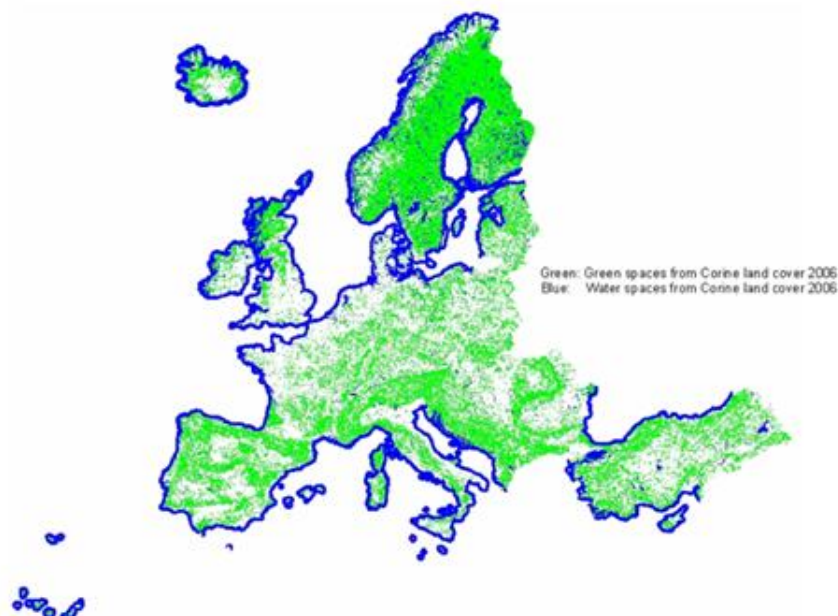 Green: Green spaces from Corine land cover 2006
Blue: Water spaces from Corine land cover 2006